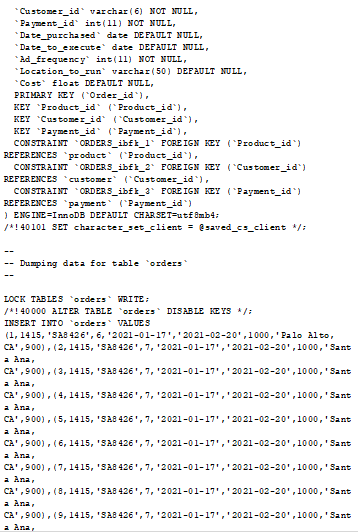 `Customer_id` varchar(6) NOT NULL,
`Payment_id` int(11) NOT NULL,
`Date_purchased` date DEFAULT NULL,
`Date_to_execute` date DEFAULT NULL,
`Ad_frequency` int(11) NOT NULL,
`Location_to_run` varchar(50) DEFAULT NULL,
`Cost` float DEFAULT NULL,
PRIMARY KEY (`Order_id`),
KEY `Product_id` (`Product_id`),
KEY `Customer_id` (`Customer_id`),
KEY `Payment_id` (`Payment_id`),
CONSTRAINT `ORDERS_ibfk_1` FOREIGN KEY (`Product_id`)
REFERENCES `product` (`Product_id`),
CONSTRAINT `ORDERS_ibfk_2` FOREIGN KEY (`Customer_id`)
REFERENCES `customer` (`Customer_id`),
CONSTRAINT `ORDERS_ibfk_3` FOREIGN KEY (`Payment_id`)
REFERENCES `payment` (`Payment_id`)
) ENGINE=InnoDB DEFAULT CHARSET=utf8mb4;
/*!40101 SET character_set_client = @saved_cs_client */;
--
-- Dumping data for table `orders`
--
LOCK TABLES `orders` WRITE;
/*!40000 ALTER TABLE `orders` DISABLE KEYS */;
INSERT INTO `orders` VALUES
(1,1415,'SA8426',6,'2021-01-17','2021-02-20',1000,'Palo Alto,
CA',900),(2,1415,'SA8426',7,'2021-01-17','2021-02-20',1000,'Sant
a Ana,
CA',900),(3,1415,'SA8426',7,'2021-01-17','2021-02-20',1000,'Sant
a Ana,
CA',900),(4,1415,'SA8426',7,'2021-01-17','2021-02-20',1000,'Sant
a Ana,
CA',900),(5,1415,'SA8426',7,'2021-01-17','2021-02-20',1000,'Sant
a Ana,
CA',900),(6,1415,'SA8426',7,'2021-01-17','2021-02-20',1000,'Sant
a Ana,
CA',900),(7,1415,'SA8426',7,'2021-01-17','2021-02-20',1000,'Sant
a Ana,
CA',900),(8,1415,'SA8426',7,'2021-01-17','2021-02-20',1000,'Sant
a Ana,
CA',900),(9,1415,'SA8426',7,'2021-01-17','2021-02-20',1000,'Sant
a Ana,